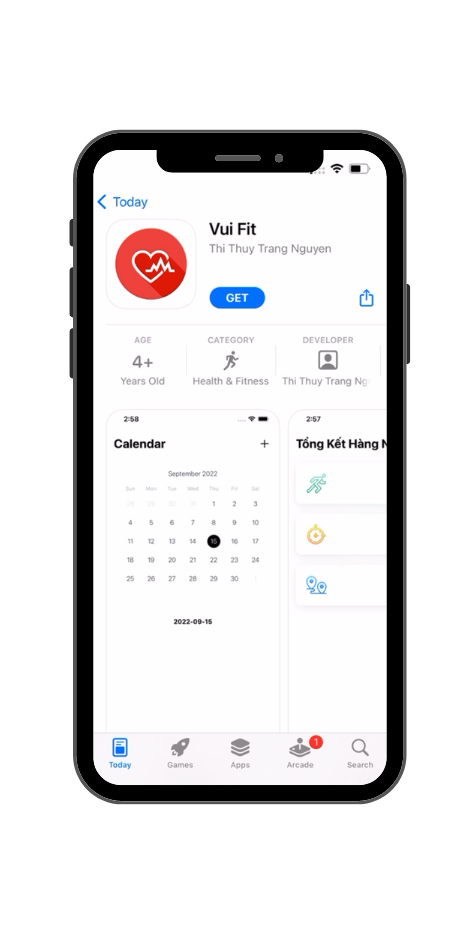 Today
Vui Fit
Thi Thuy Trang Nguyen
GET
AGE CATEGORY DEVELOPER
4+
Years Old Health & Fitness Thi Thuy Trang Ng
2:58
Calendar +
September 2022
Sun Mon Tue Wed Thu Fri Sat
28 29 30 31 1 2 3
4 5 6 7 8 9 10
11 12 13 14 15 16 17
18 19 20 21 22 23 24
25 26 27 28 29 30 1
2022-09-15
2:57
Tổng Kết Hàng N
1
Today Games Apps Arcade Search